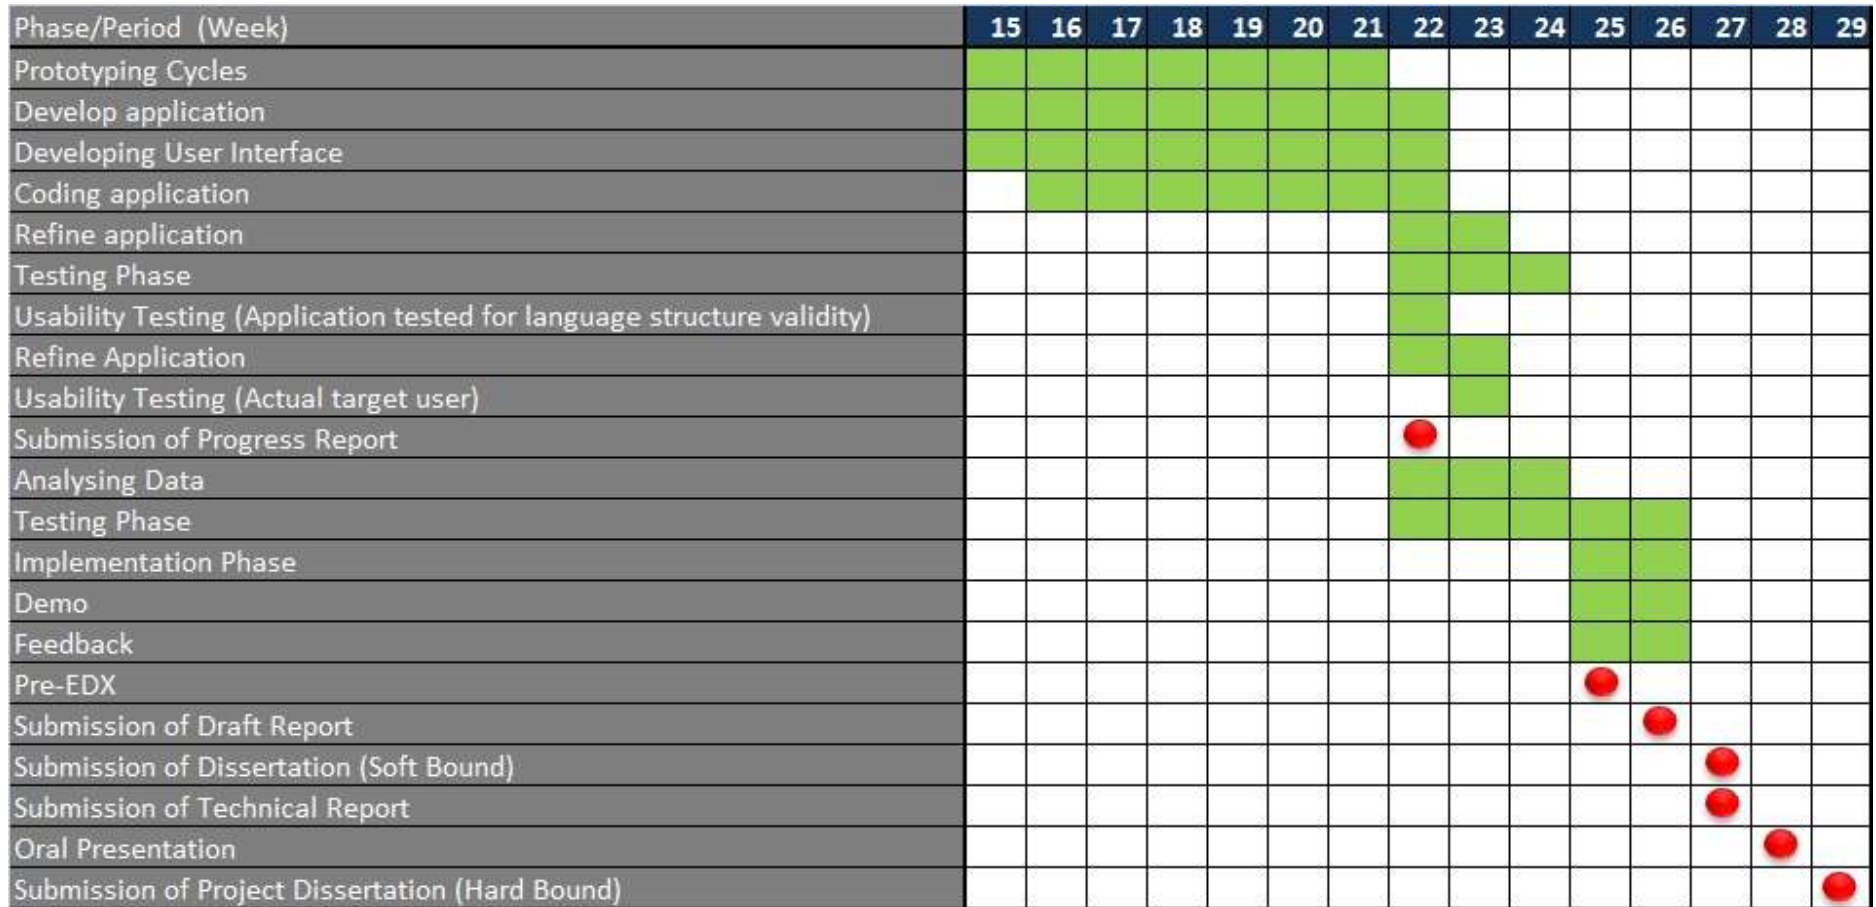 Phase/Period (Week) 15 16 17 18 19 20 21 22 23 24 25 26 27 28 29
Prototyping Cycles
Develop application
Developing User Interface
Coding application
Refine application
Testing Phase
Usability Testing (Application tested for language structure validity)
Refine Application
Usability Testing (Actual target user)
Submission of Progress Report
Analysing Data
Testing Phase
Implementation Phase
Demo
Feedback
Pre-EDX
Submission of Draft Report
Submission of Dissertation (Soft Bound)
Submission of Technical Report
Oral Presentation
Submission of Project Dissertation (Hard Bound)